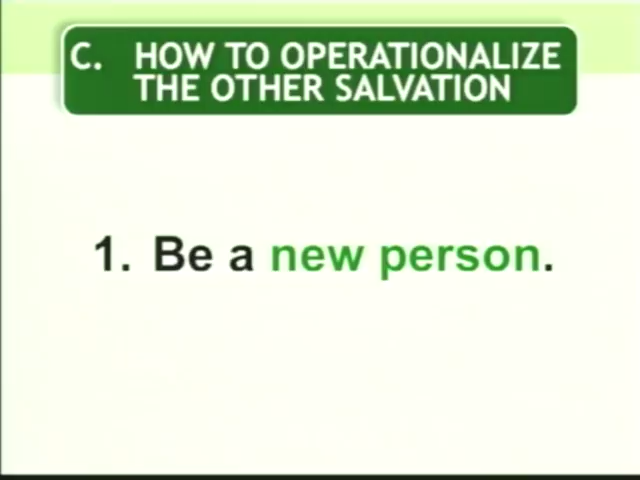 C. HOW TO OPERATIONALIZE
THE OTHER SALVATION
1. Be a new person.